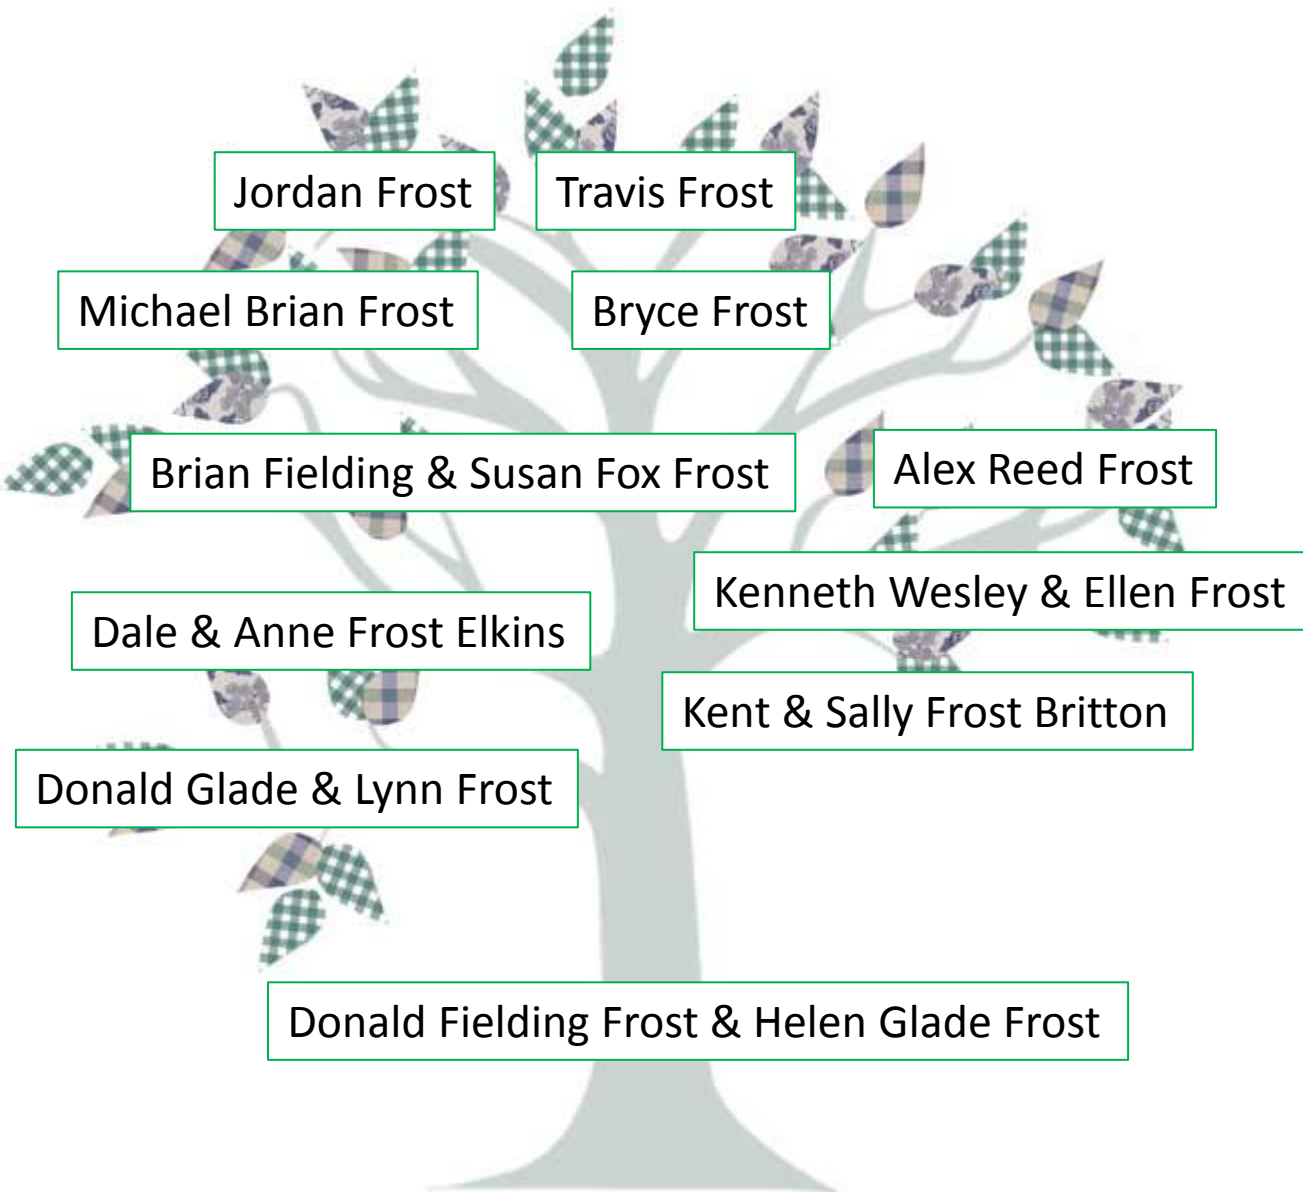 Jordan Frost
Travis Frost
Michael Brian Frost
Bryce Frost
Brian Fielding & Susan Fox Frost
Alex Reed Frost
Kenneth Wesley & Ellen Frost
Dale & Anne Frost Elkins
Kent & Sally Frost Britton
Donald Glade & Lynn Frost
Donald Fielding Frost & Helen Glade Frost